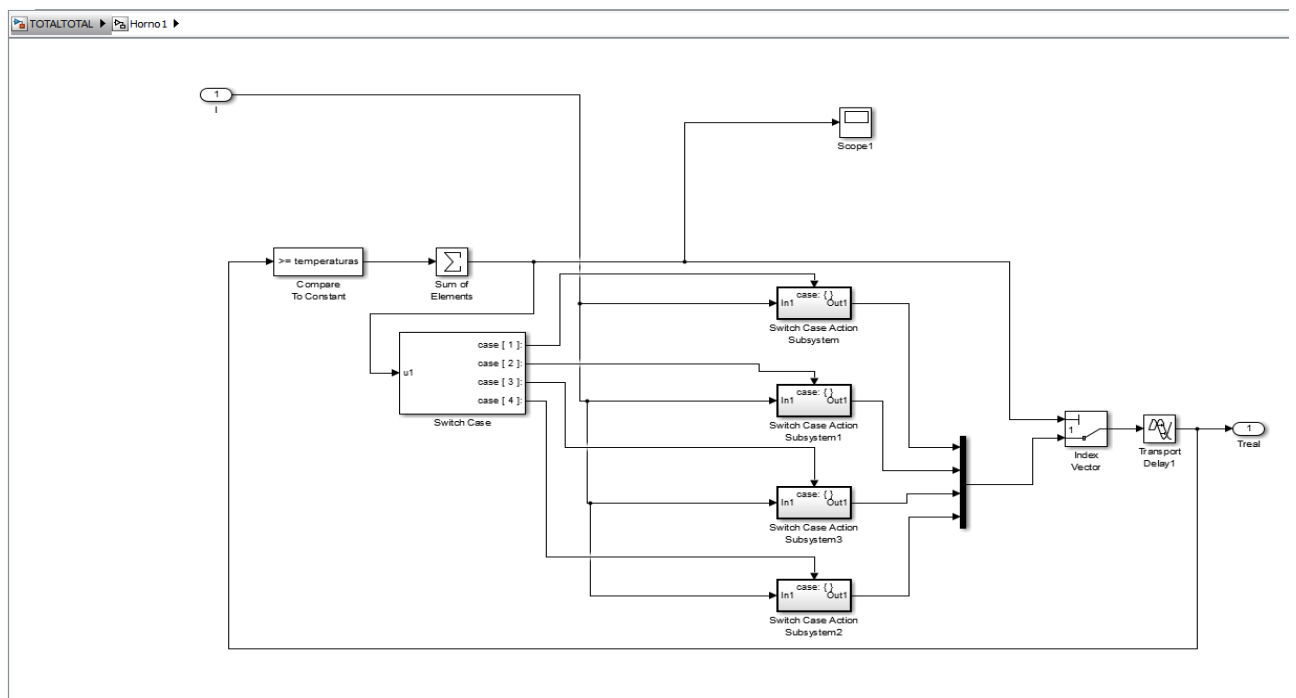 TOTALTOTAL Horno1
1
I
Scope1
>= temperaturas
Compare
To Constant
Sum of
Elements
case: { }
In1 Out1
Switch Case Action
Subsystem
u1
case [ 1 ]:
case [ 2 ]:
case [ 3 ]:
case [ 4 ]:
Switch Case
case: { }
In1 Out1
Switch Case Action
Subsystem1
1
Index
Vector
Transport
Delay1
1
Treal
case: { }
In1 Out1
Switch Case Action
Subsystem3
case: { }
In1 Out1
Switch Case Action
Subsystem2